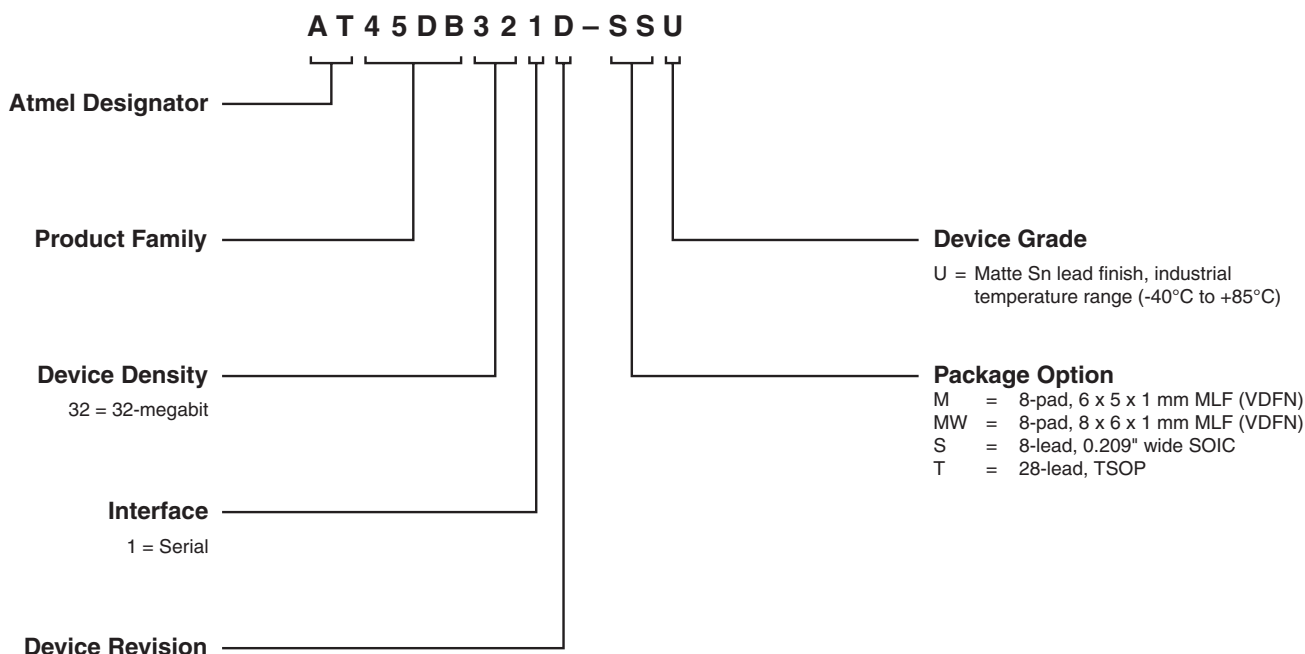 AT45DB321D–SSU
Atmel Designator
Product Family
Device Density
32 = 32-megabit
Interface
1 = Serial
Device Revision
Device Grade
U = Matte Sn lead finish, industrial
temperature range (-40°C to +85°C)
Package Option
M = 8-pad, 6 x 5 x 1 mm MLF (VDFN)
MW = 8-pad, 8 x 6 x 1 mm MLF (VDFN)
S = 8-lead, 0.209" wide SOIC
T = 28-lead, TSOP